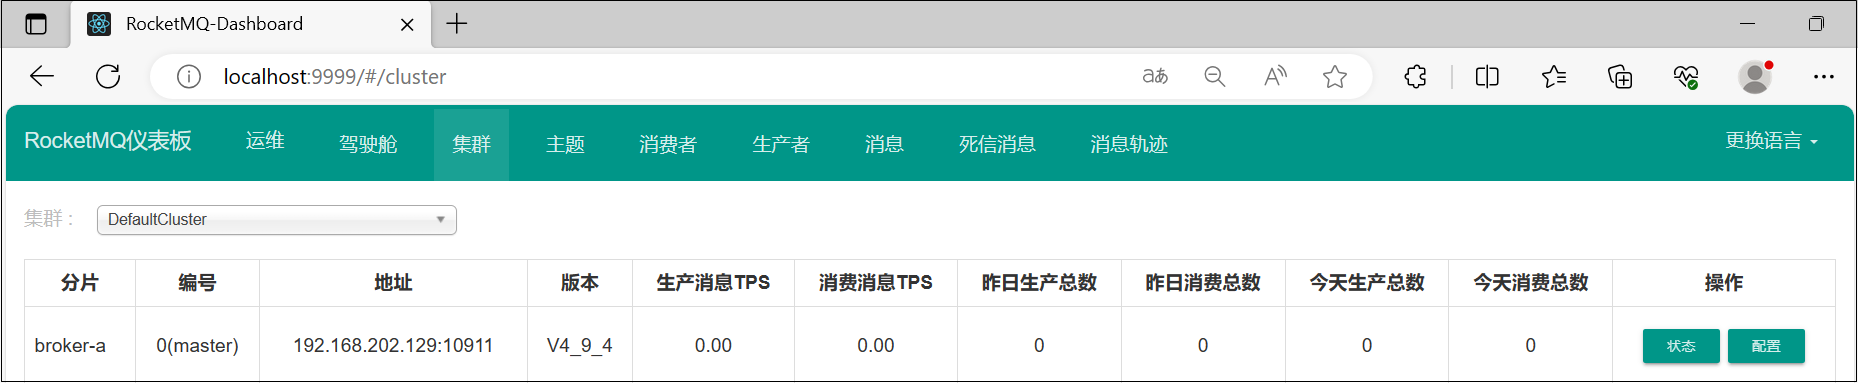 RocketMQ-Dashboard
localhost:9999/#/cluster
RocketMQ仪表板 运维 驾驶舱 集群 主题 消费者 生产者 消息 死信消息 消息轨迹 更换语言
集群： DefaultCluster
分片 编号 地址 版本 生产消息TPS 消费消息TPS 昨日生产总数 昨日消费总数 今天生产总数 今天消费总数 操作
broker-a 0(master) 192.168.202.129:10911 V4_9_4 0.00 0.00 0 0 0 0 状态 配置